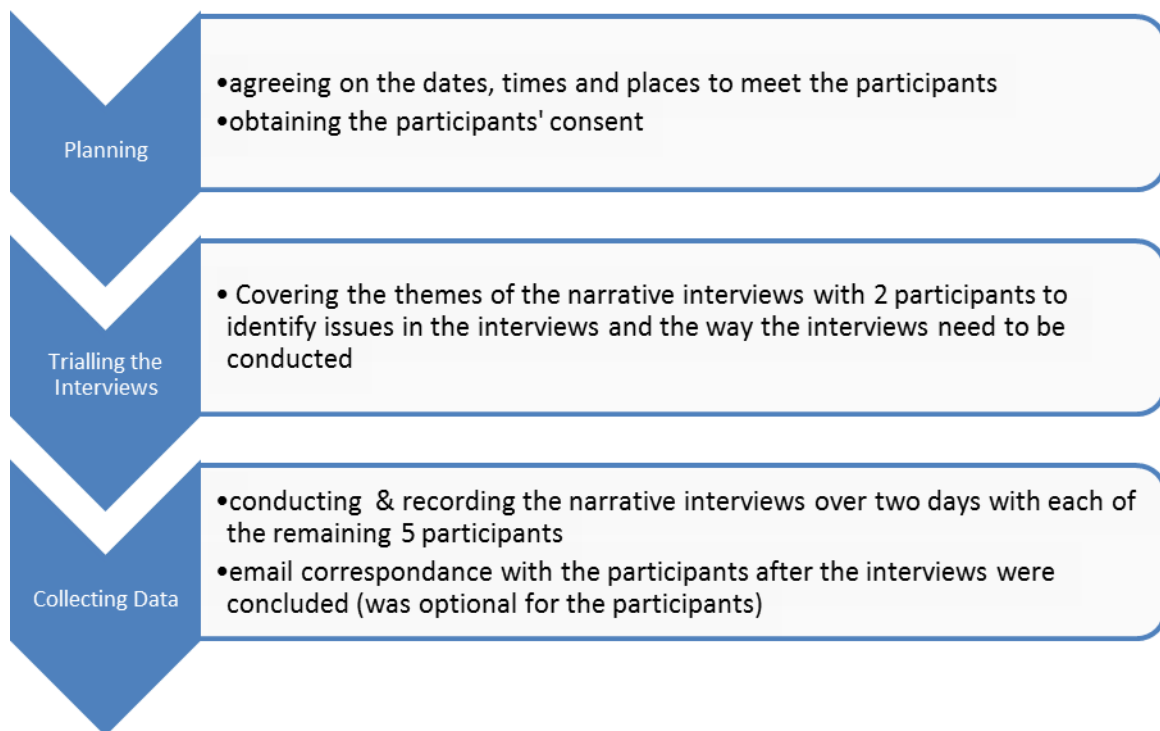 Planning
•agreeing on the dates, times and places to meet the participants
•obtaining the participants' consent
Trialling the
Interviews
• Covering the themes of the narrative interviews with 2 participants to
identify issues in the interviews and the way the interviews need to be
conducted
Collecting Data
•conducting & recording the narrative interviews over two days with each of
the remaining 5 participants
•email correspondance with the participants after the interviews were
concluded (was optional for the participants)